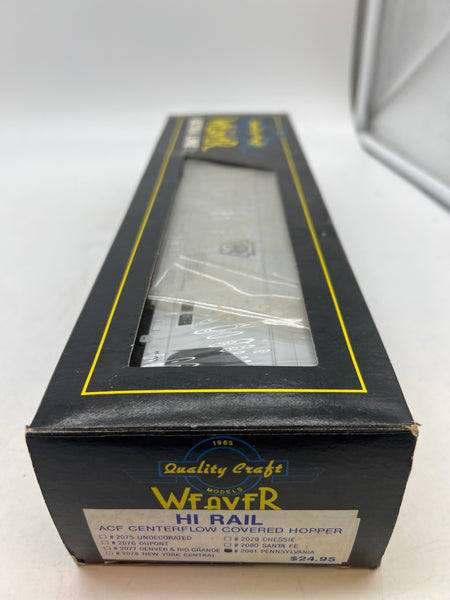 WEAVER
1965
Quality Craft
MODELS
WEAVER
HI RAIL
ACF CENTERFLOW COVERED HOPPER
# 2075 UNDECORATED
# 2076 DUPONT
# 2077 DENVER & RIO GRANDE
# 2078 NEW YORK CENTRAL
# 2079 CHESSIE
# 2080 SANTA FE
# 2081 PENNSYLVANIA
$24.95